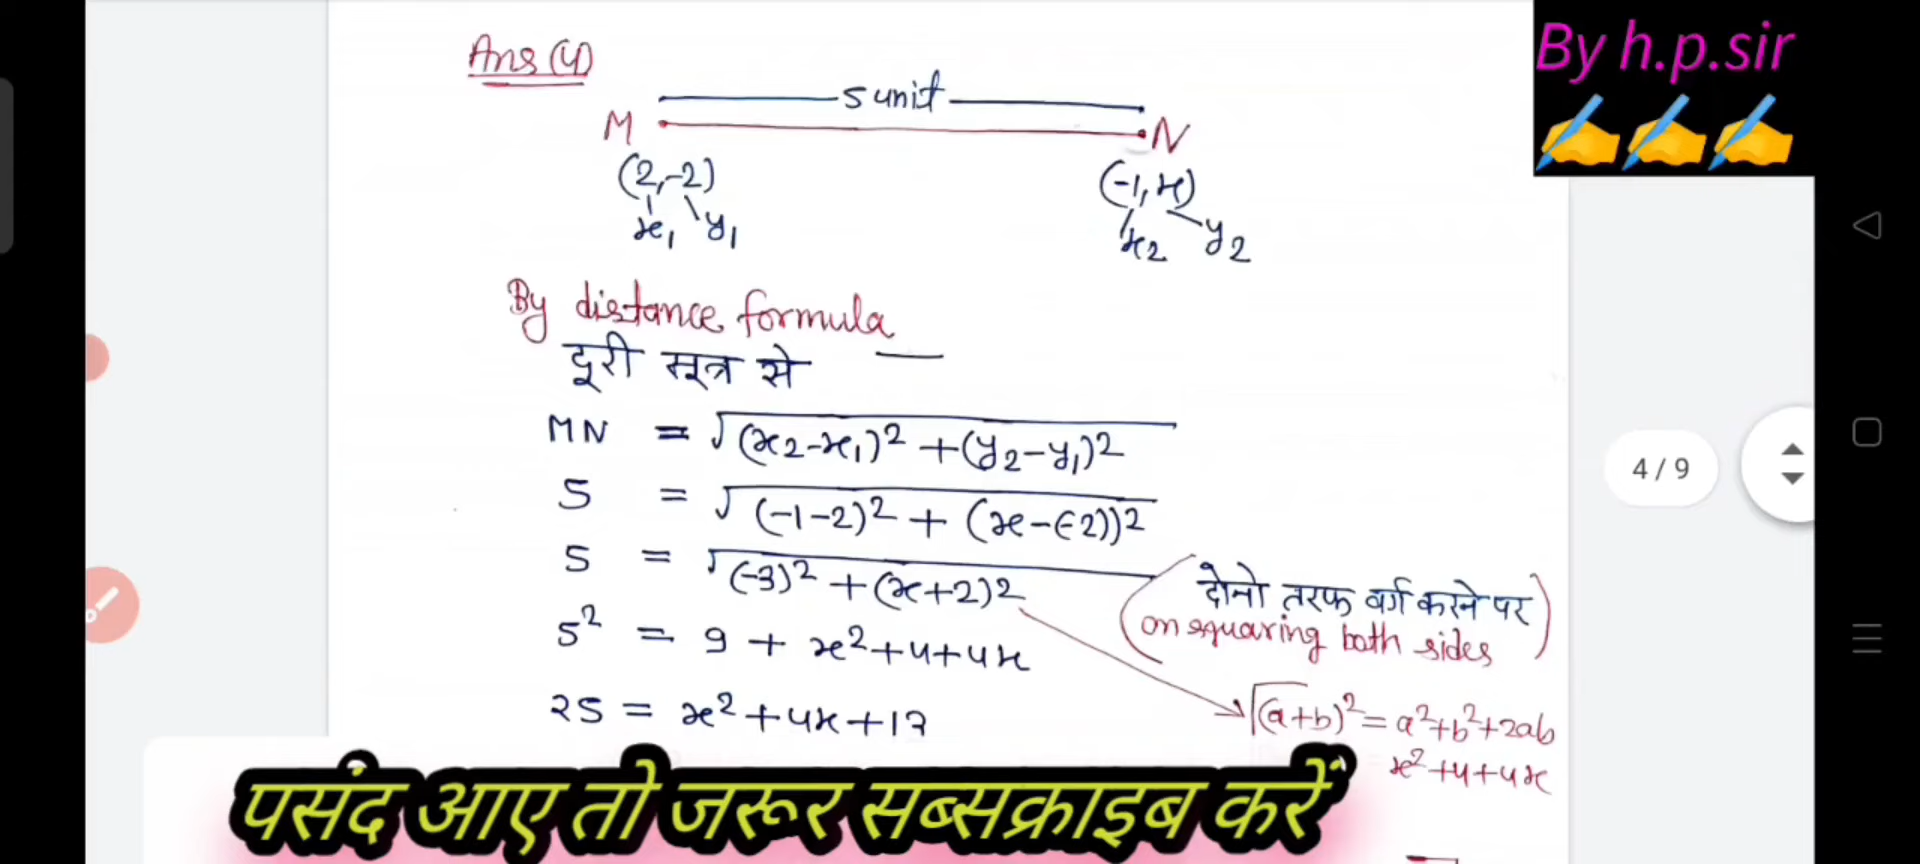 Ans (4)
By h.p.sir
5 unit
M N
(2,-2) (-1,x)
x₁ y₁ x₂ y₂
By distance formula
दूरी सूत्र से
MN = √(x₂-x₁)² + (y₂-y₁)²
5 = √(-1-2)² + (x-(-2))²
5 = √(-3)² + (x+2)²
(दोनो तरफ वर्ग करने पर
on squaring both sides)
5² = 9 + x²+4+4x
25 = x²+4x+13
(a+b)² = a²+b²+2ab
x²+4+4x
4 / 9
पसंद आए तो जरूर सब्सक्राइब करें